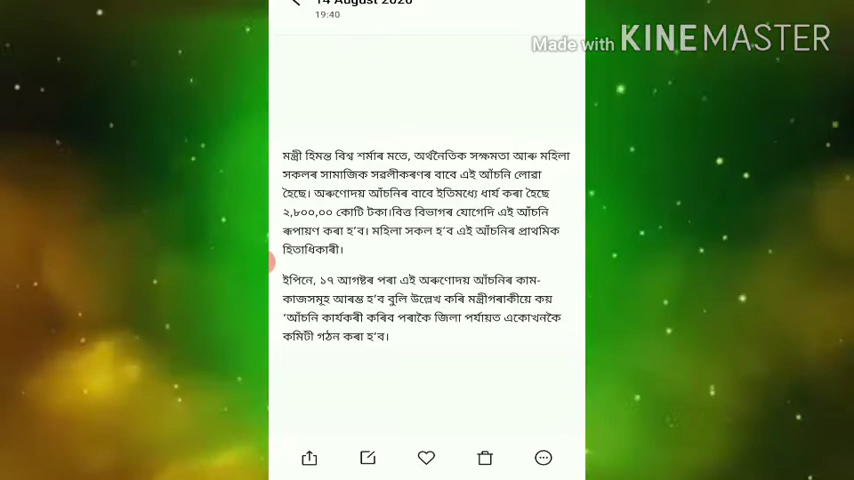 14 August 2020
19:40
Made with KINEMASTER
মন্ত্ৰী হিমন্ত বিশ্ব শৰ্মাৰ মতে, অৰ্থনৈতিক সক্ষমতা আৰু মহিলা
সকলৰ সামাজিক সৱলীকৰণৰ বাবে এই আঁচনি লোৱা
হৈছে। অৰুণোদয় আঁচনিৰ বাবে ইতিমধ্যে ধাৰ্য কৰা হৈছে
২,৮০০,০০ কোটি টকা।বিত্ত বিভাগৰ যোগেদি এই আঁচনি
ৰূপায়ণ কৰা হ'ব। মহিলা সকল হ'ব এই আঁচনিৰ প্ৰাথমিক
হিতাধিকাৰী।
ইপিনে, ১৭ আগষ্টৰ পৰা এই অৰুণোদয় আঁচনিৰ কাম-
কাজসমূহ আৰম্ভ হ'ব বুলি উল্লেখ কৰি মন্ত্ৰীগৰাকীয়ে কয়
'আঁচনি কাৰ্যকৰী কৰিব পৰাকৈ জিলা পৰ্যায়ত একোখনকৈ
কমিটী গঠন কৰা হ'ব।